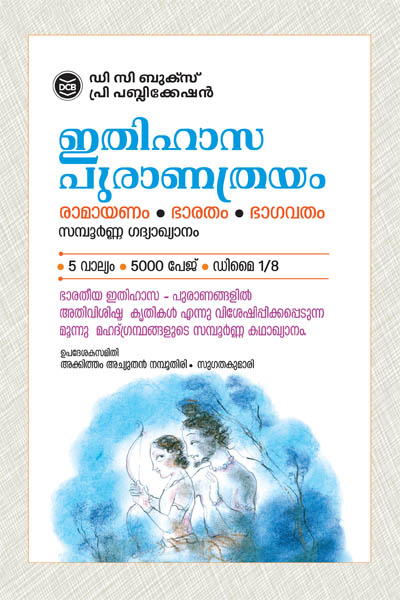 DCB
ഡി സി ബുക്സ്
പ്രി പബ്ലിക്കേഷൻ
ഇതിഹാസ
പുരാണത്രയം
രാമായണം • ഭാരതം • ഭാഗവതം
സമ്പൂർണ്ണ ഗദ്യാഖ്യാനം
• 5 വാല്യം • 5000 പേജ് • ഡിമൈ 1/8
ഭാരതീയ ഇതിഹാസ - പുരാണങ്ങളിൽ
അതിവിശിഷ്ട കൃതികൾ എന്നു വിശേഷിപ്പിക്കപ്പെടുന്ന
മൂന്നു മഹദ്ഗ്രന്ഥങ്ങളുടെ സമ്പൂർണ്ണ കഥാഖ്യാനം.
ഉപദേശകസമിതി
അക്കിത്തം അച്യുതൻ നമ്പൂതിരി • സുഗതകുമാരി